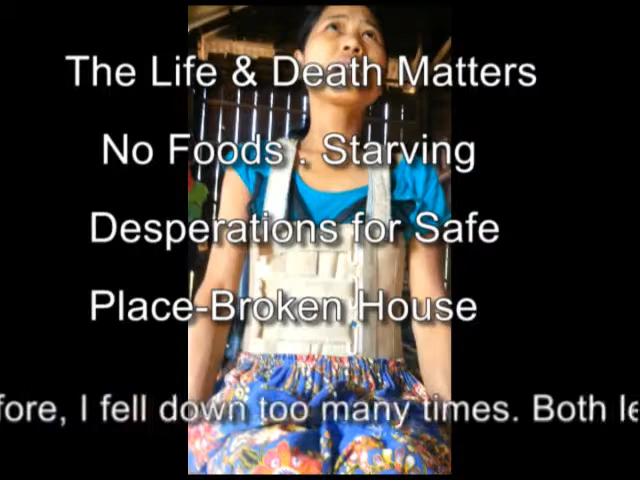 The Life & Death Matters
No Foods . Starving
Desperations for Safe
Place-Broken House
fore, I fell down too many times. Both le